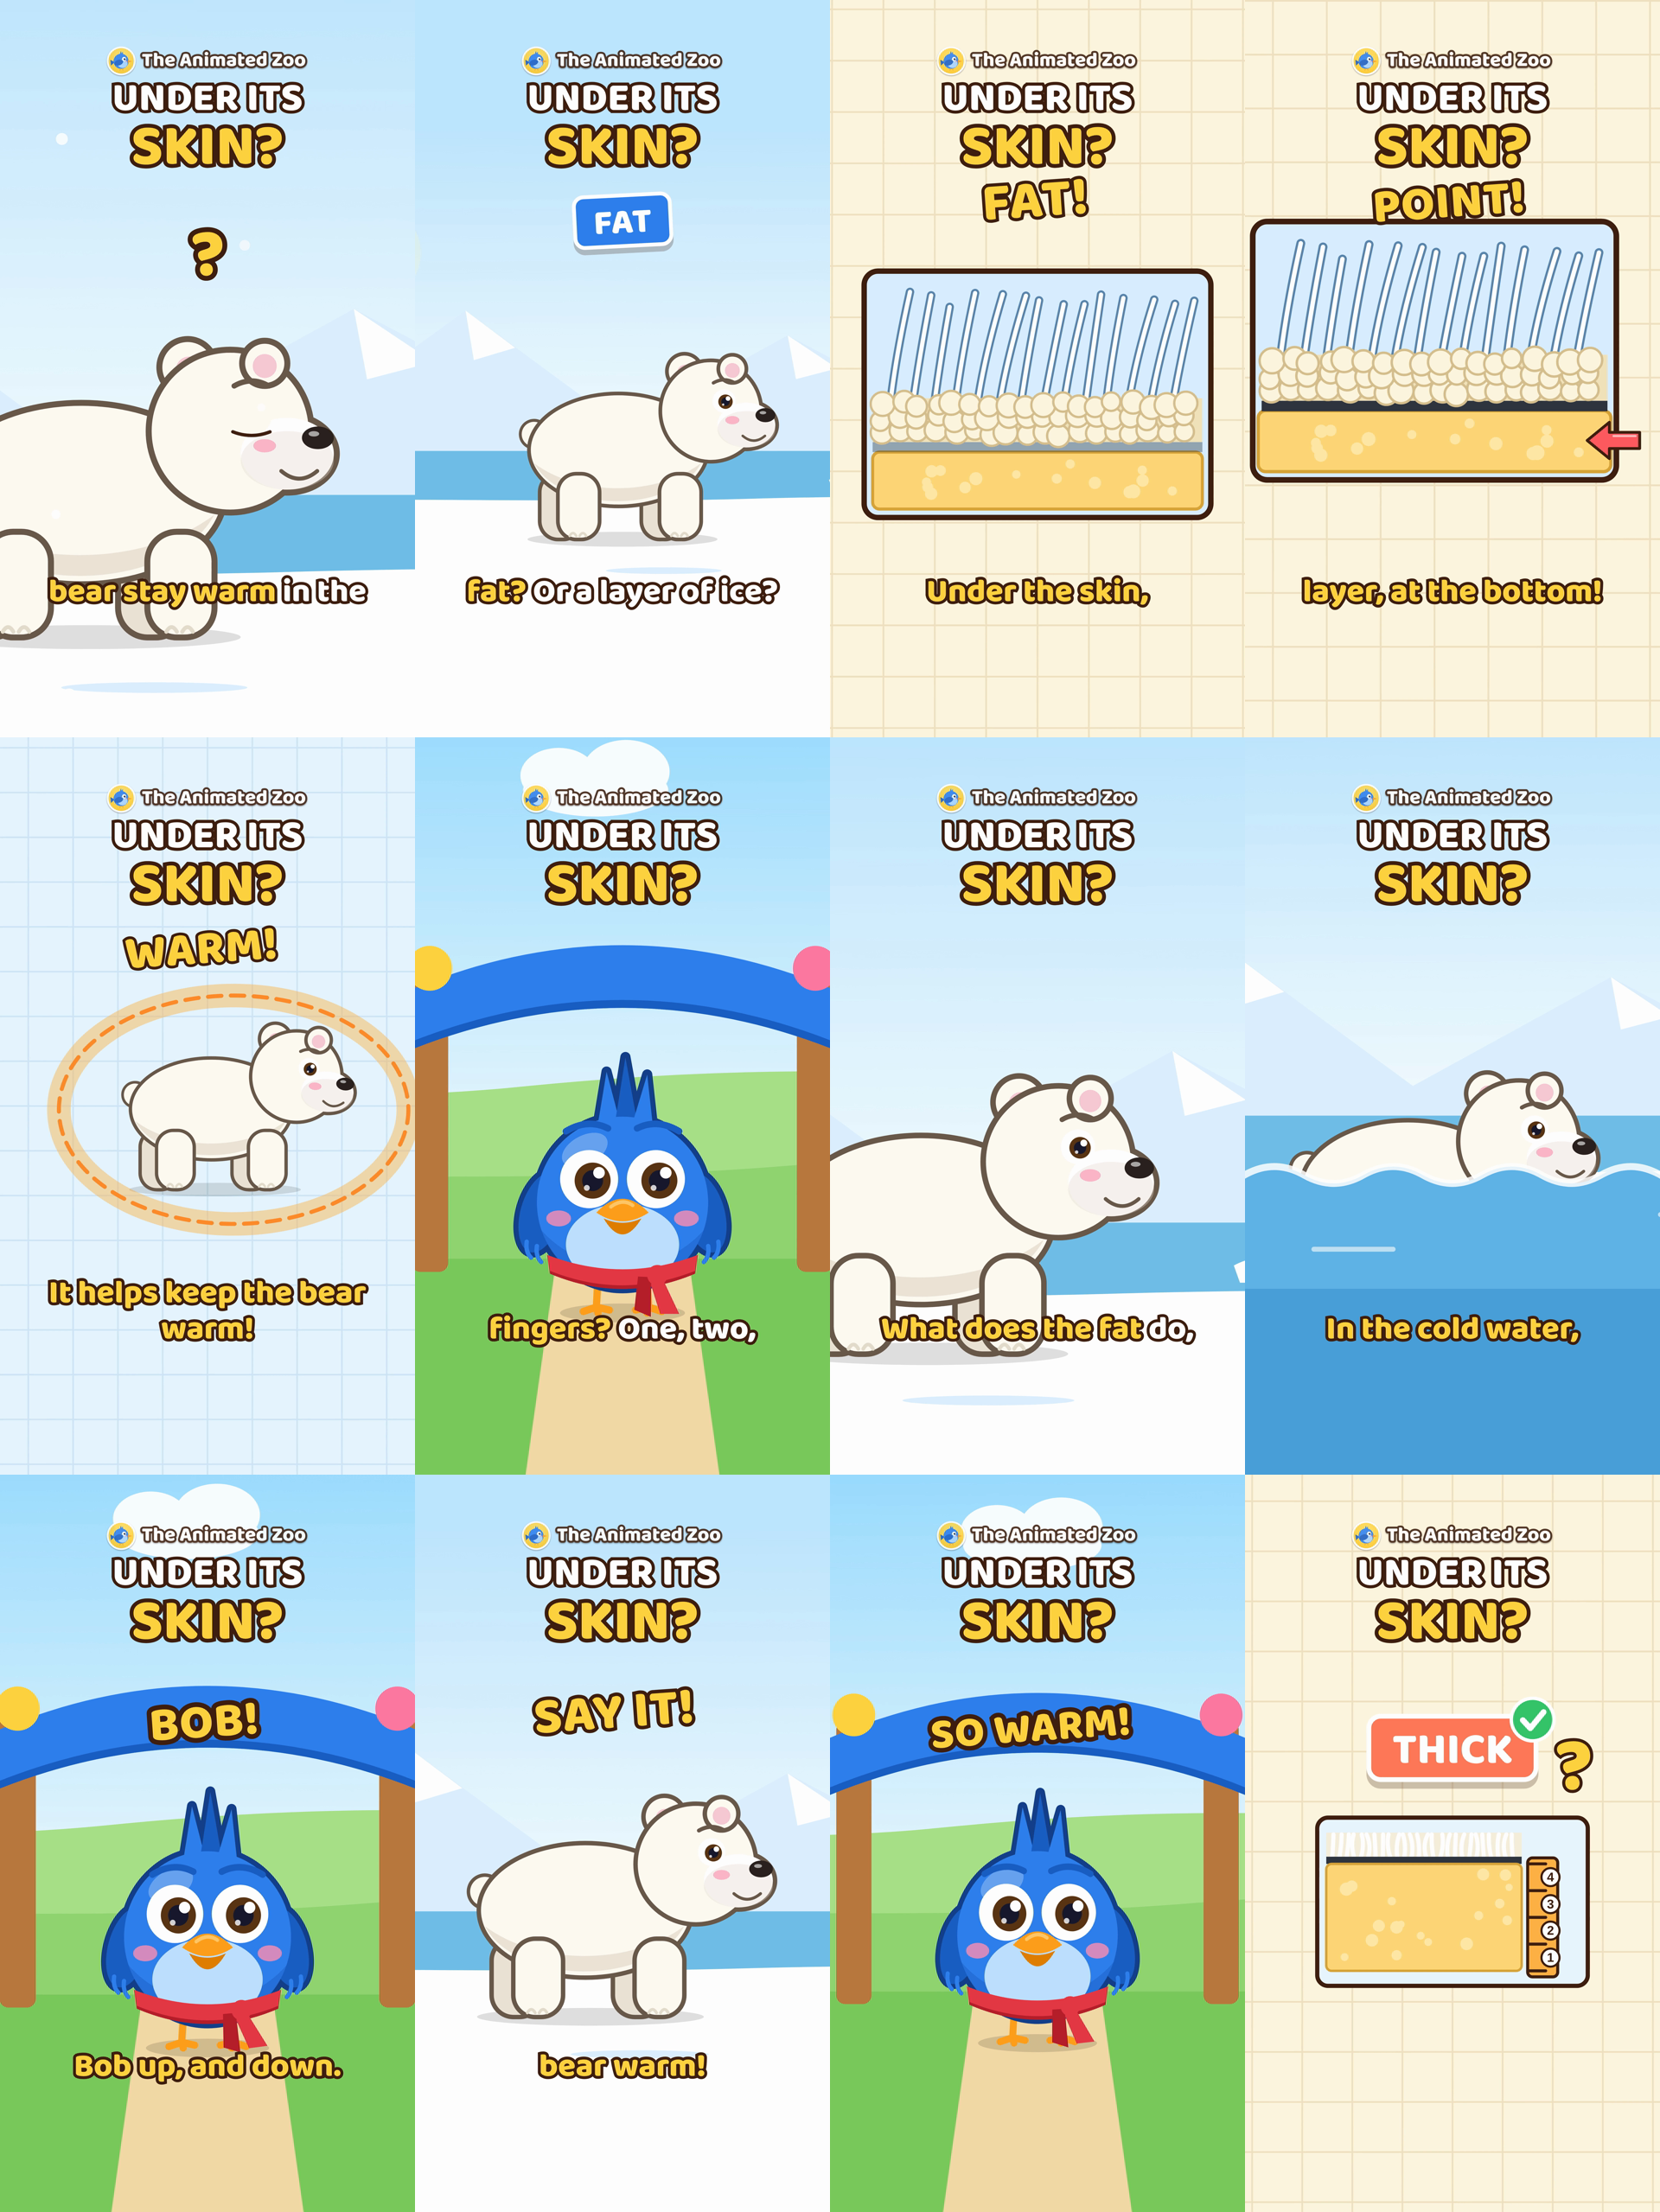 The Animated Zoo
UNDER ITS
SKIN?
?
bear stay warm in the
The Animated Zoo
UNDER ITS
SKIN?
FAT
fat? Or a layer of ice?
The Animated Zoo
UNDER ITS
SKIN?
FAT!
Under the skin,
The Animated Zoo
UNDER ITS
SKIN?
POINT!
layer, at the bottom!
The Animated Zoo
UNDER ITS
SKIN?
WARM!
It helps keep the bear
warm!
The Animated Zoo
UNDER ITS
SKIN?
fingers? One, two,
The Animated Zoo
UNDER ITS
SKIN?
What does the fat do,
The Animated Zoo
UNDER ITS
SKIN?
In the cold water,
The Animated Zoo
UNDER ITS
SKIN?
BOB!
Bob up, and down.
The Animated Zoo
UNDER ITS
SKIN?
SAY IT!
bear warm!
The Animated Zoo
UNDER ITS
SKIN?
SO WARM!
The Animated Zoo
UNDER ITS
SKIN?
THICK
?
4
3
2
1